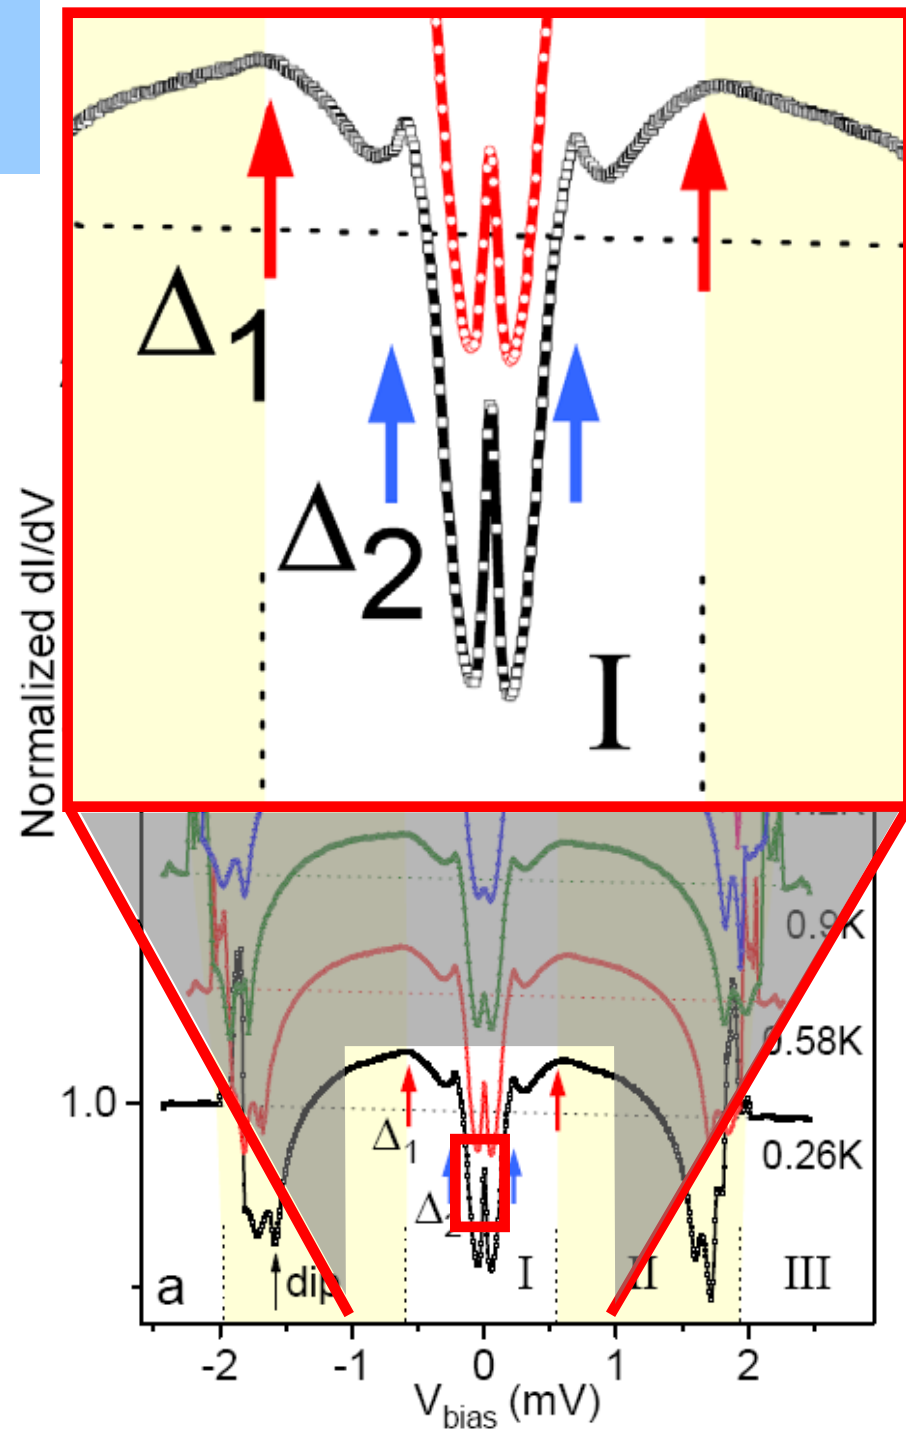 Normalized dI/dV
Δ1
Δ2
I
0.9K
0.58K
1.0
Δ1
0.26K
Δ2
a
dip
I
II
III
-2 -1 0 1 2
Vbias (mV)